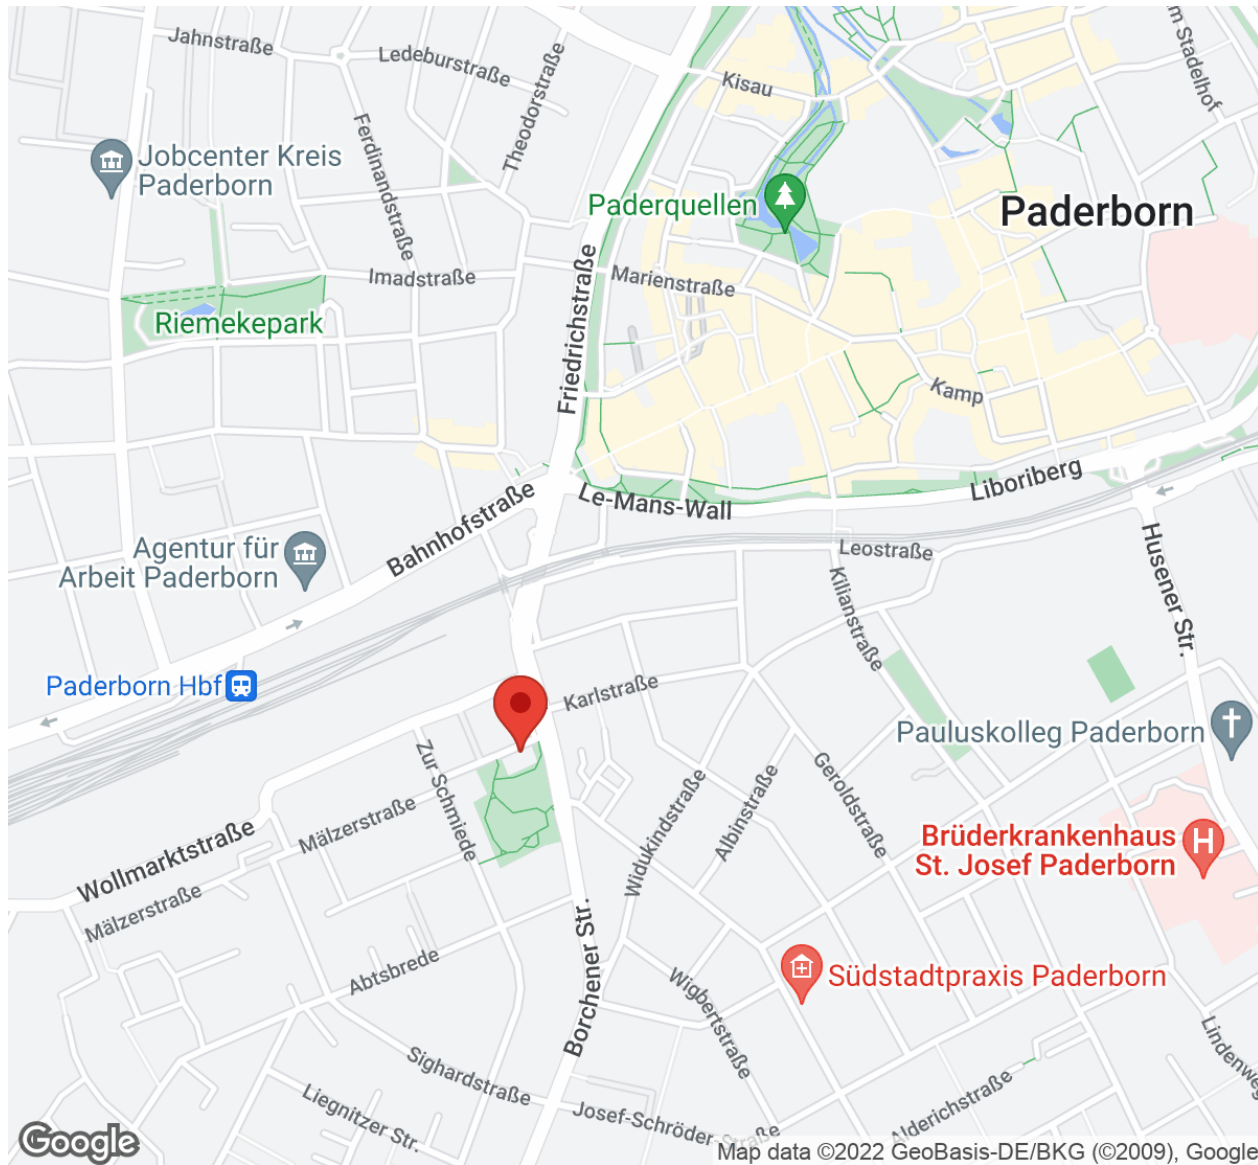 Jahnstraße
Ledeburstraße
Theodorstraße
Kisau
m Stadelhof
Ferdinandstraße
Jobcenter Kreis
Paderborn
Paderquellen
Paderborn
Friedrichstraße
Imadstraße
Marienstraße
Riemekepark
Kamp
Liboriberg
Le-Mans-Wall
Bahnhofstraße
Agentur für
Arbeit Paderborn
Leostraße
Kilianstraße
Husener Str.
Paderborn Hbf
Karlstraße
Pauluskolleg Paderborn
Zur Schmiede
Geroldstraße
Widukindstraße
Albinstraße
Mälzerstraße
Wollmarktstraße
Brüderkrankenhaus
St. Josef Paderborn
H
Mälzerstraße
Borchener Str.
Abtsbrede
Südstadtpraxis Paderborn
Wigbertstraße
Sighardstraße
Lindenweg
Liegnitzer Str.
Josef-Schröder-Straße
Alderichstraße
Google
Map data ©2022 GeoBasis-DE/BKG (©2009), Google